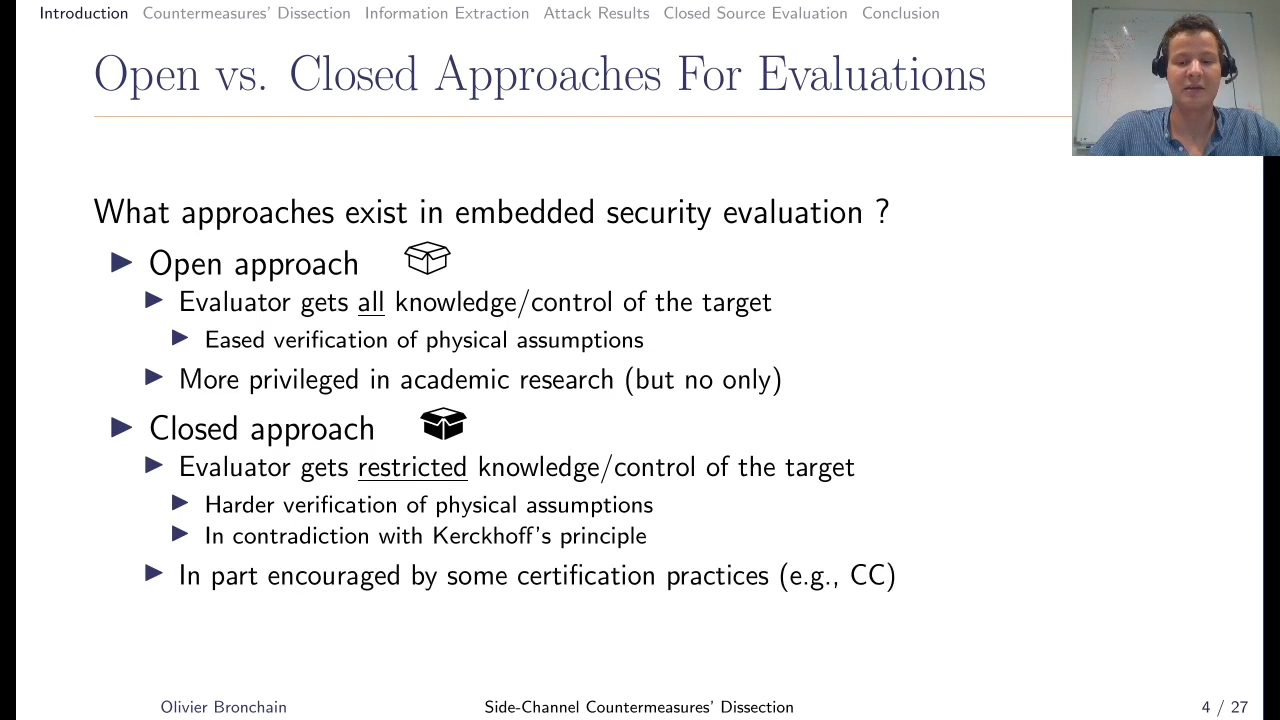 Introduction Countermeasures' Dissection Information Extraction Attack Results Closed Source Evaluation Conclusion
Open vs. Closed Approaches For Evaluations
What approaches exist in embedded security evaluation ?
Open approach
Evaluator gets all knowledge/control of the target
Eased verification of physical assumptions
More privileged in academic research (but no only)
Closed approach
Evaluator gets restricted knowledge/control of the target
Harder verification of physical assumptions
In contradiction with Kerckhoff's principle
In part encouraged by some certification practices (e.g., CC)
Olivier Bronchain Side-Channel Countermeasures' Dissection 4 / 27